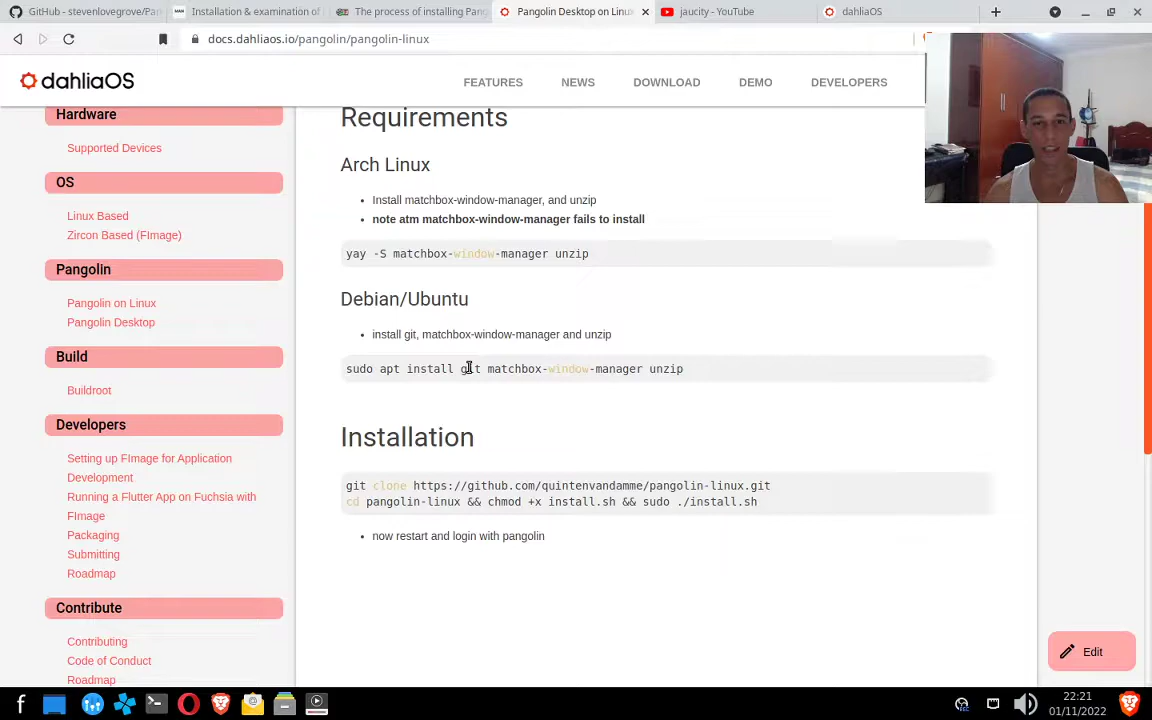 GitHub - stevenlovegrove/Pan
Installation & examination of
The process of installing Pang
Pangolin Desktop on Linux
jaucity - YouTube
dahliaOS
docs.dahliaos.io/pangolin/pangolin-linux
dahliaOS
FEATURES
NEWS
DOWNLOAD
DEMO
DEVELOPERS
Hardware
Supported Devices
OS
Linux Based
Zircon Based (FImage)
Pangolin
Pangolin on Linux
Pangolin Desktop
Build
Buildroot
Developers
Setting up FImage for Application
Development
Running a Flutter App on Fuchsia with
FImage
Packaging
Submitting
Roadmap
Contribute
Contributing
Code of Conduct
Roadmap
Requirements
Arch Linux
Install matchbox-window-manager, and unzip
note atm matchbox-window-manager fails to install
yay -S matchbox-window-manager unzip
Debian/Ubuntu
install git, matchbox-window-manager and unzip
sudo apt install git matchbox-window-manager unzip
Installation
git clone https://github.com/quintenvandamme/pangolin-linux.git
cd pangolin-linux && chmod +x install.sh && sudo ./install.sh
now restart and login with pangolin
Edit
22:21
01/11/2022